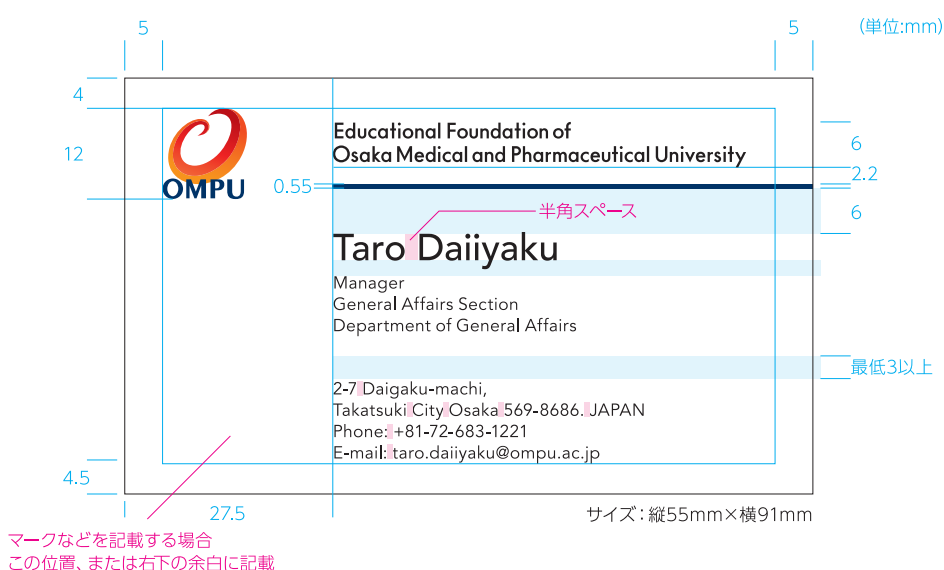 5
5
(単位:mm)
4
12
OMPU
Educational Foundation of
Osaka Medical and Pharmaceutical University
6
2.2
0.55
6
半角スペース
Taro Daiiyaku
Manager
General Affairs Section
Department of General Affairs
最低3以上
2-7 Daigaku-machi,
Takatsuki City Osaka 569-8686. JAPAN
Phone: +81-72-683-1221
E-mail: taro.daiiyaku@ompu.ac.jp
4.5
27.5
サイズ：縦55mm×横91mm
マークなどを記載する場合
この位置、または右下の余白に記載